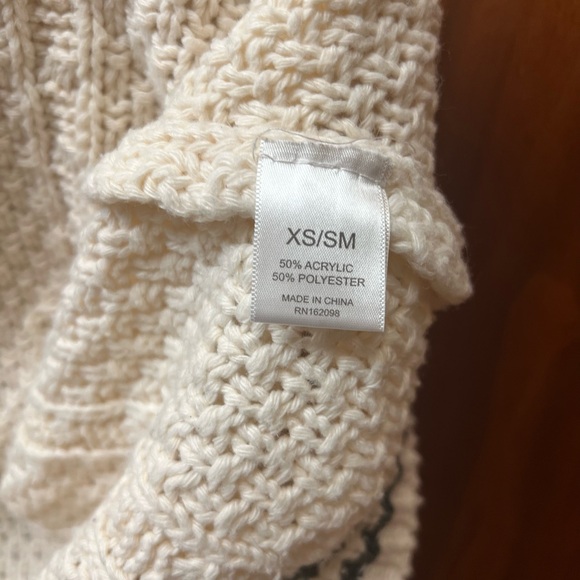 XS/SM
50% ACRYLIC
50% POLYESTER
MADE IN CHINA
RN162098